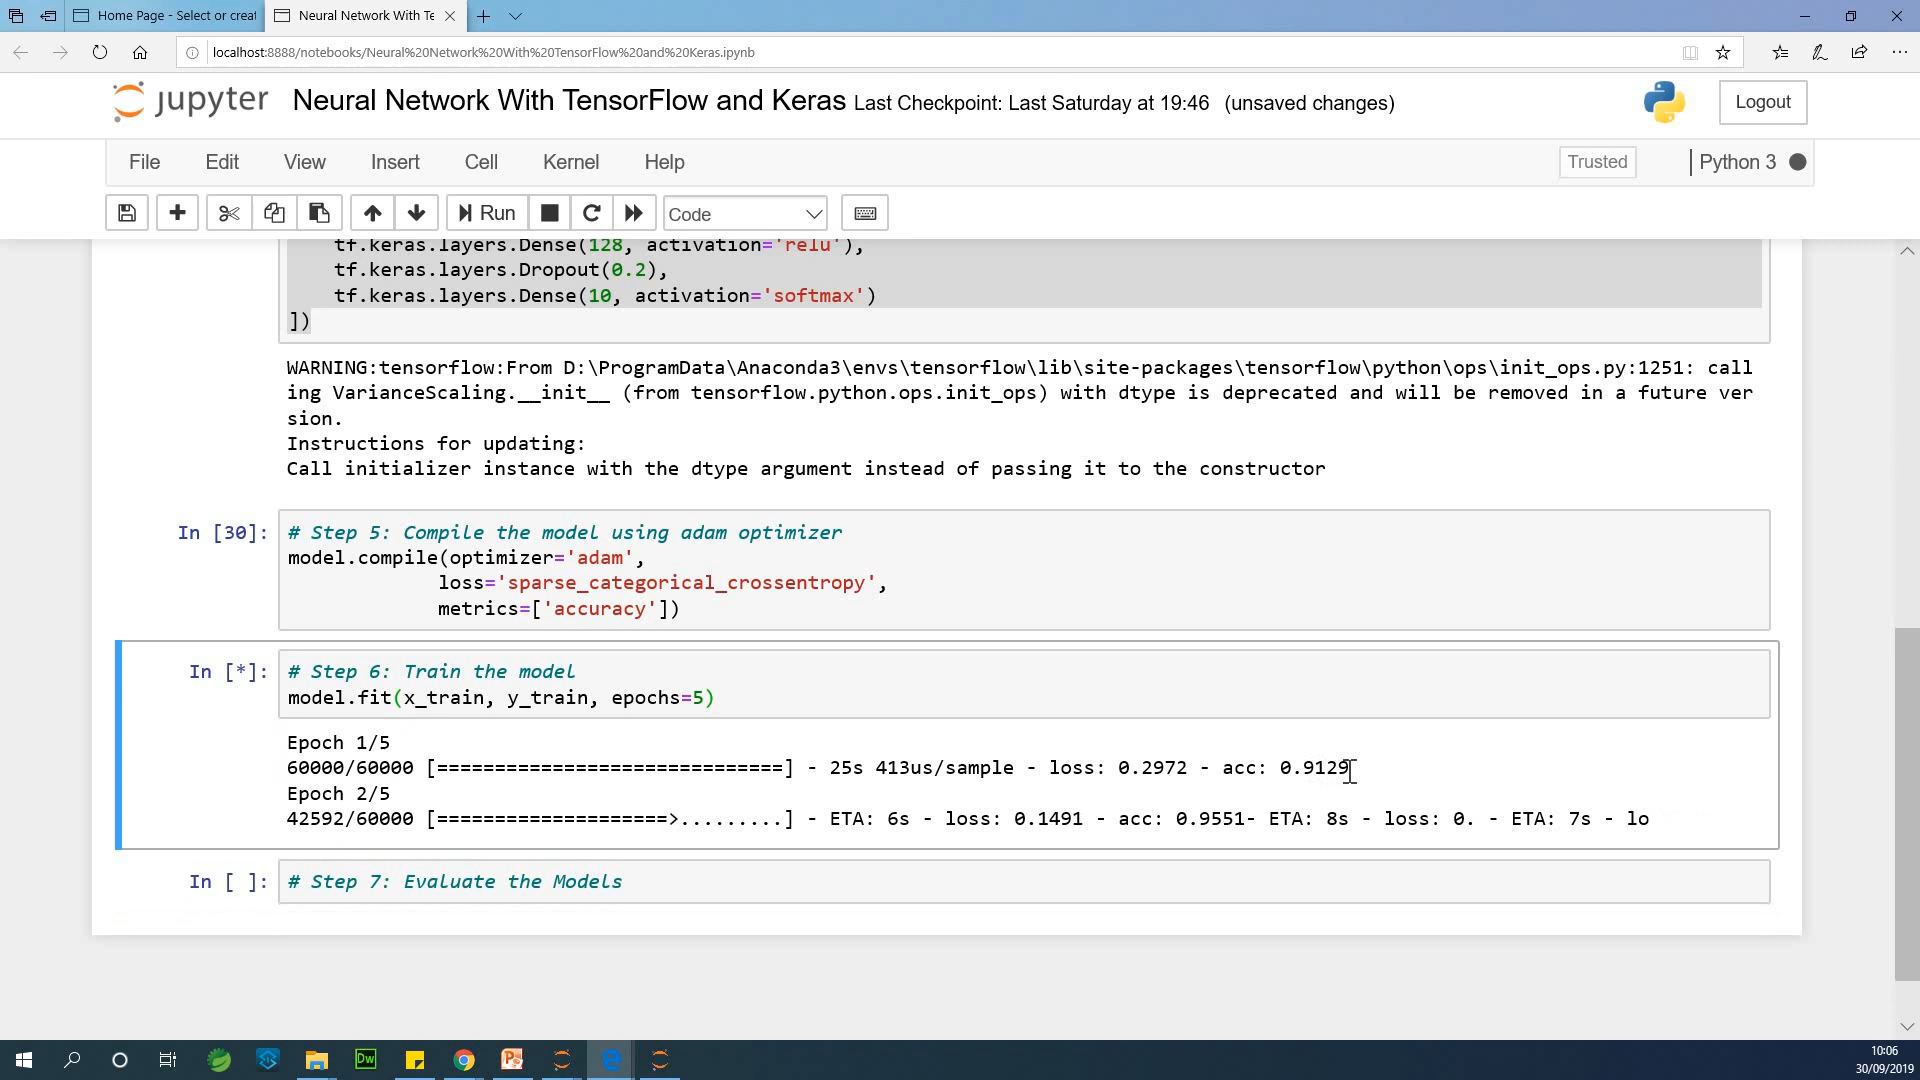 Home Page - Select or creat
Neural Network With Te
localhost:8888/notebooks/Neural%20Network%20With%20TensorFlow%20and%20Keras.ipynb
jupyter Neural Network With TensorFlow and Keras Last Checkpoint: Last Saturday at 19:46 (unsaved changes)
Logout
File Edit View Insert Cell Kernel Help
Trusted
Python 3
Run
Code
tf.keras.layers.Dense(128, activation='relu'),
tf.keras.layers.Dropout(0.2),
tf.keras.layers.Dense(10, activation='softmax')
])
WARNING:tensorflow:From D:\ProgramData\Anaconda3\envs\tensorflow\lib\site-packages\tensorflow\python\ops\init_ops.py:1251: call
ing VarianceScaling.__init__ (from tensorflow.python.ops.init_ops) with dtype is deprecated and will be removed in a future ver
sion.
Instructions for updating:
Call initializer instance with the dtype argument instead of passing it to the constructor
In [30]: # Step 5: Compile the model using adam optimizer
model.compile(optimizer='adam',
loss='sparse_categorical_crossentropy',
metrics=['accuracy'])
In [*]: # Step 6: Train the model
model.fit(x_train, y_train, epochs=5)
Epoch 1/5
60000/60000 [==============================] - 25s 413us/sample - loss: 0.2972 - acc: 0.9129
Epoch 2/5
42592/60000 [====================>.........] - ETA: 6s - loss: 0.1491 - acc: 0.9551- ETA: 8s - loss: 0. - ETA: 7s - lo
In [ ]: # Step 7: Evaluate the Models
Dw
10:06
30/09/2019